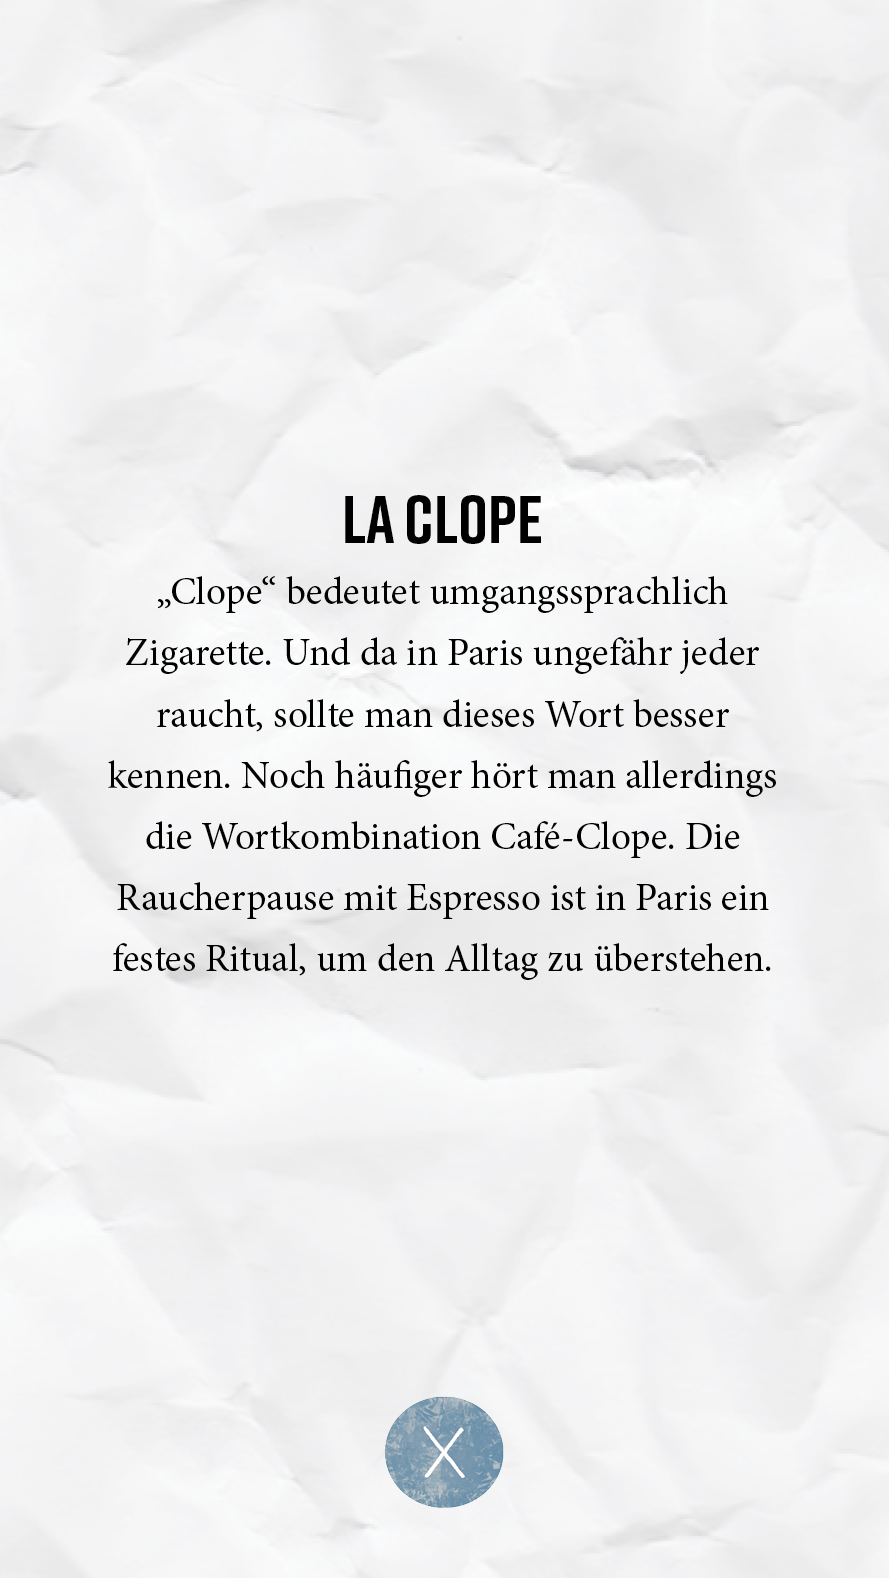 LA CLOPE
„Clope“ bedeutet umgangssprachlich
Zigarette. Und da in Paris ungefähr jeder
raucht, sollte man dieses Wort besser
kennen. Noch häufiger hört man allerdings
die Wortkombination Café-Clope. Die
Raucherpause mit Espresso ist in Paris ein
festes Ritual, um den Alltag zu überstehen.
X